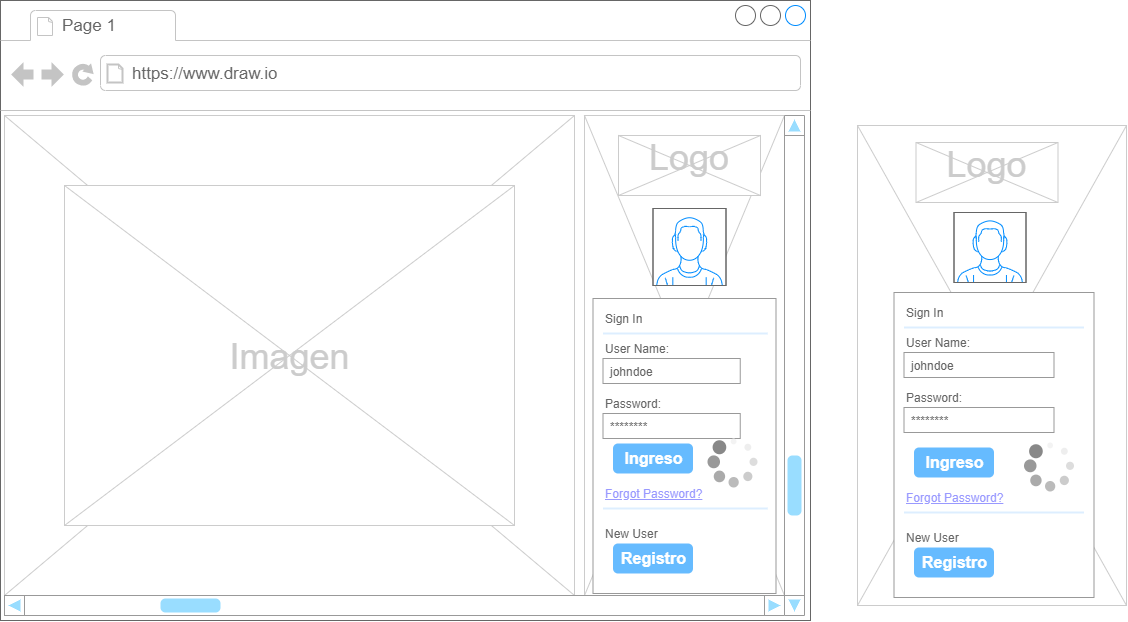 Page 1
https://www.draw.io
Imagen
Logo
Sign In
User Name:
johndoe
Password:
********
Ingreso
Forgot Password?
New User
Registro
Logo
Sign In
User Name:
johndoe
Password:
********
Ingreso
Forgot Password?
New User
Registro